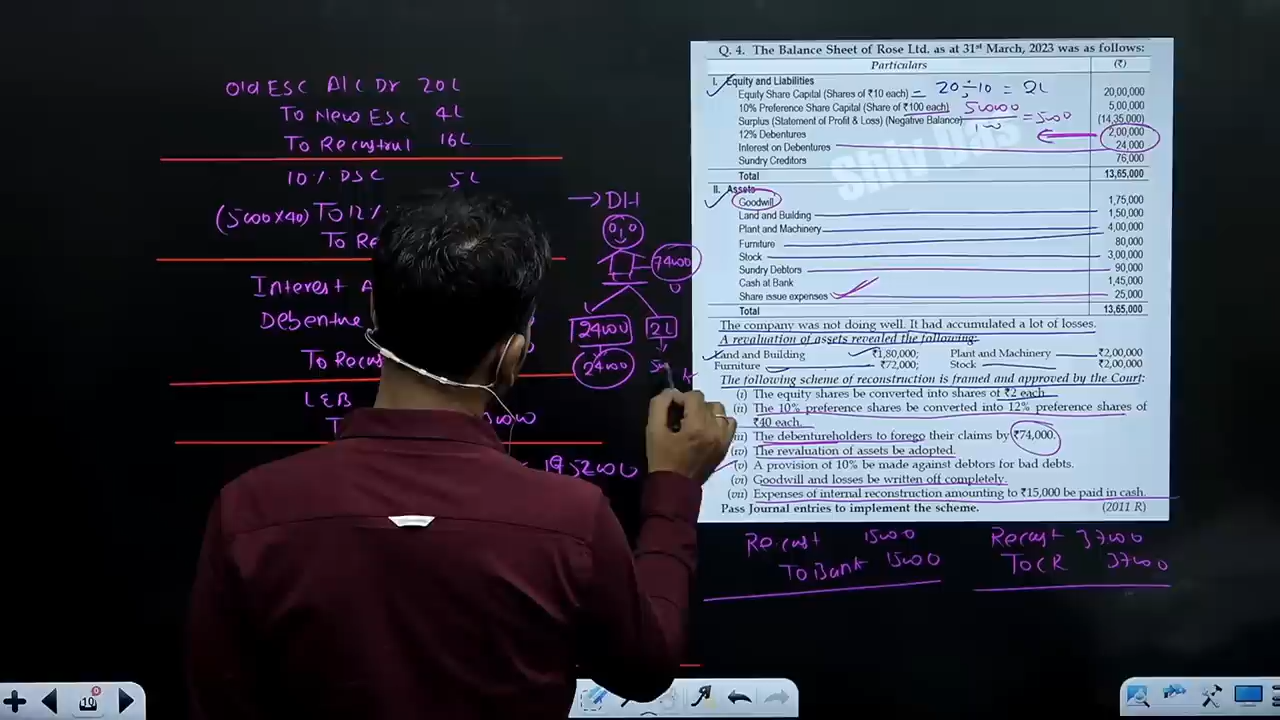 Old ESC A/C Dr 20L
To New ESC 4L
To Recastrul 16L
10% PSC 5L
(5000x40) To 12%
To Re
Interest A
Debentu
To Recas
L&B
1952000
→ DH
74000
24000 2L
24000
Q. 4. The Balance Sheet of Rose Ltd. as at 31st March, 2023 was as follows:
Particulars (₹)
I. Equity and Liabilities
Equity Share Capital (Shares of ₹10 each) = 20÷10 = 2L 20,00,000
10% Preference Share Capital (Share of ₹100 each) 500000/100 = 5000 5,00,000
Surplus (Statement of Profit & Loss) (Negative Balance) (14,35,000)
12% Debentures 2,00,000
Interest on Debentures 24,000
Sundry Creditors 76,000
Total 13,65,000
II. Assets
Goodwill 1,75,000
Land and Building 1,50,000
Plant and Machinery 4,00,000
Furniture 80,000
Stock 3,00,000
Sundry Debtors 90,000
Cash at Bank 1,45,000
Share issue expenses 25,000
Total 13,65,000
Shiv Das
The company was not doing well. It had accumulated a lot of losses.
A revaluation of assets revealed the following:
Land and Building ₹1,80,000; Plant and Machinery ₹2,00,000
Furniture ₹72,000; Stock ₹2,00,000
The following scheme of reconstruction is framed and approved by the Court:
(i) The equity shares be converted into shares of ₹2 each.
(ii) The 10% preference shares be converted into 12% preference shares of
₹40 each.
(iii) The debentureholders to forego their claims by ₹74,000.
(iv) The revaluation of assets be adopted.
(v) A provision of 10% be made against debtors for bad debts.
(vi) Goodwill and losses be written off completely.
(vii) Expenses of internal reconstruction amounting to ₹15,000 be paid in cash.
Pass Journal entries to implement the scheme. (2011 R)
Recast 15000
To Bank 15000
Recast 37000
To CR 37000
10